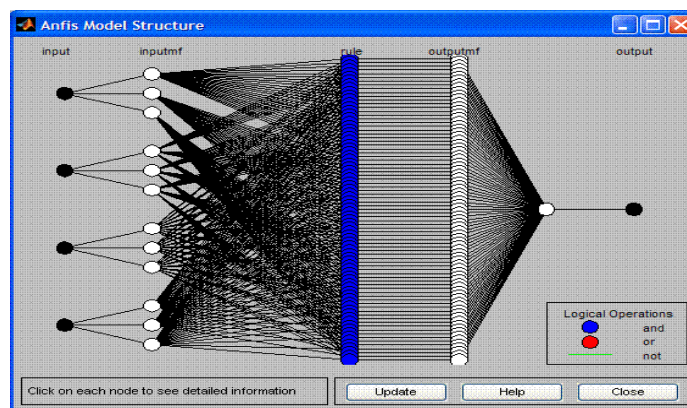 Anfis Model Structure
input inputmf rule outputmf output
Logical Operations
and
or
not
Click on each node to see detailed information
Update Help Close